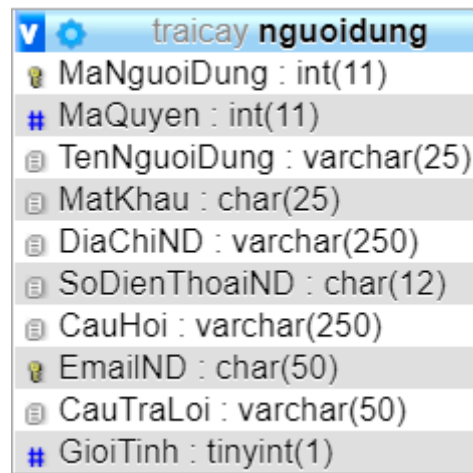 v traicay nguoidung
MaNguoiDung : int(11)
# MaQuyen : int(11)
TenNguoiDung : varchar(25)
MatKhau : char(25)
DiaChiND : varchar(250)
SoDienThoaiND : char(12)
CauHoi : varchar(250)
EmailND : char(50)
CauTraLoi : varchar(50)
# GioiTinh : tinyint(1)